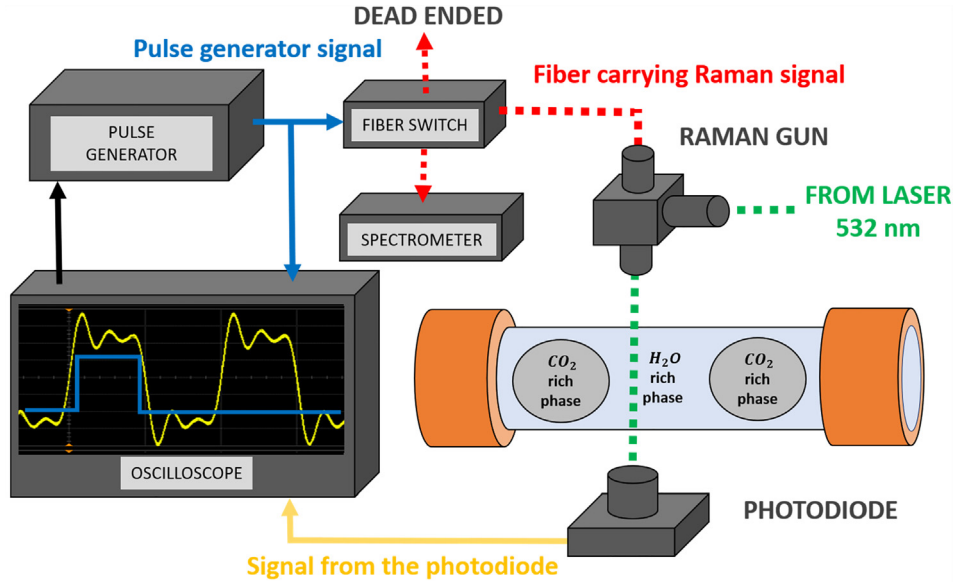 DEAD ENDED
Pulse generator signal
Fiber carrying Raman signal
PULSE
GENERATOR
FIBER SWITCH
RAMAN GUN
FROM LASER
532 nm
SPECTROMETER
CO₂
rich
phase
H₂O
rich
phase
CO₂
rich
phase
OSCILLOSCOPE
PHOTODIODE
Signal from the photodiode